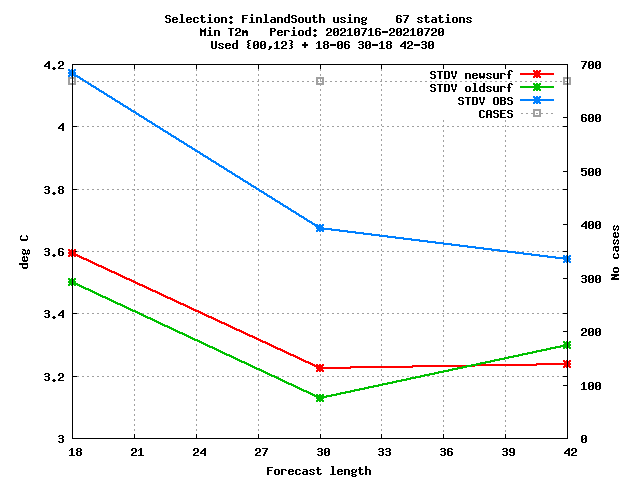 Selection: FinlandSouth using    67 stations
Min T2m   Period: 20210716-20210720
Used {00,12} + 18-06 30-18 42-30
STDV newsurf
STDV oldsurf
STDV OBS
CASES
deg C
4.2
4
3.8
3.6
3.4
3.2
3
700
600
500
400
300
200
100
0
No cases
18 21 24 27 30 33 36 39 42
Forecast length